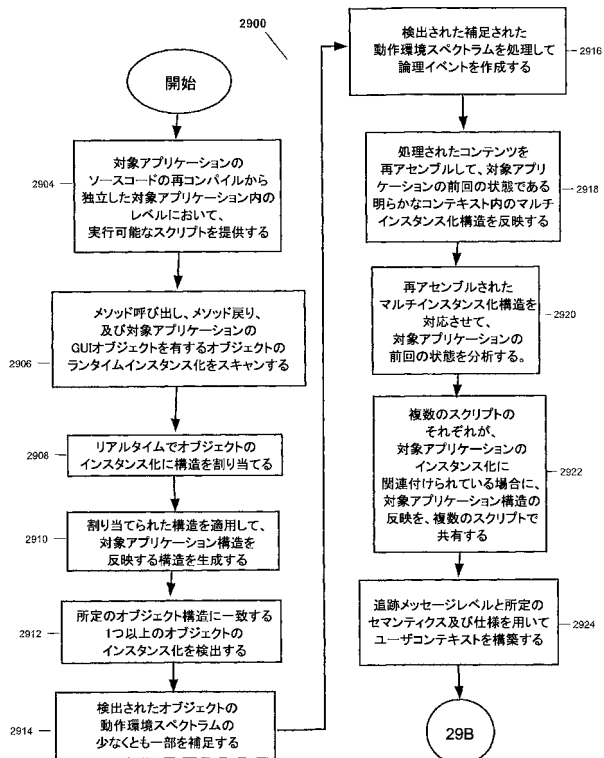 2900
開始
2904
対象アプリケーションの
ソースコードの再コンパイルから
独立した対象アプリケーション内の
レベルにおいて、
実行可能なスクリプトを提供する
2906
メソッド呼び出し、メソッド戻り、
及び対象アプリケーションの
GUIオブジェクトを有するオブジェクトの
ランタイムインスタンス化をスキャンする
2908
リアルタイムでオブジェクトの
インスタンス化に構造を割り当てる
2910
割り当てられた構造を適用して、
対象アプリケーション構造を
反映する構造を生成する
2912
所定のオブジェクト構造に一致する
1つ以上のオブジェクトの
インスタンス化を検出する
2914
検出されたオブジェクトの
動作環境スペクトラムの
少なくとも一部を補足する
検出された補足された
動作環境スペクトラムを処理して
論理イベントを作成する
2916
処理されたコンテンツを
再アセンブルして、対象アプリ
ケーションの前回の状態である
明らかなコンテキスト内のマルチ
インスタンス化構造を反映する
2918
再アセンブルされた
マルチインスタンス化構造を
対応させて、
対象アプリケーションの
前回の状態を分析する。
2920
複数のスクリプトの
それぞれが、
対象アプリケーションの
インスタンス化に
関連付けられている場合に、
対象アプリケーション構造の
反映を、複数のスクリプトで
共有する
2922
追跡メッセージレベルと所定の
セマンティクス及び仕様を用いて
ユーザコンテキストを構築する
2924
29B